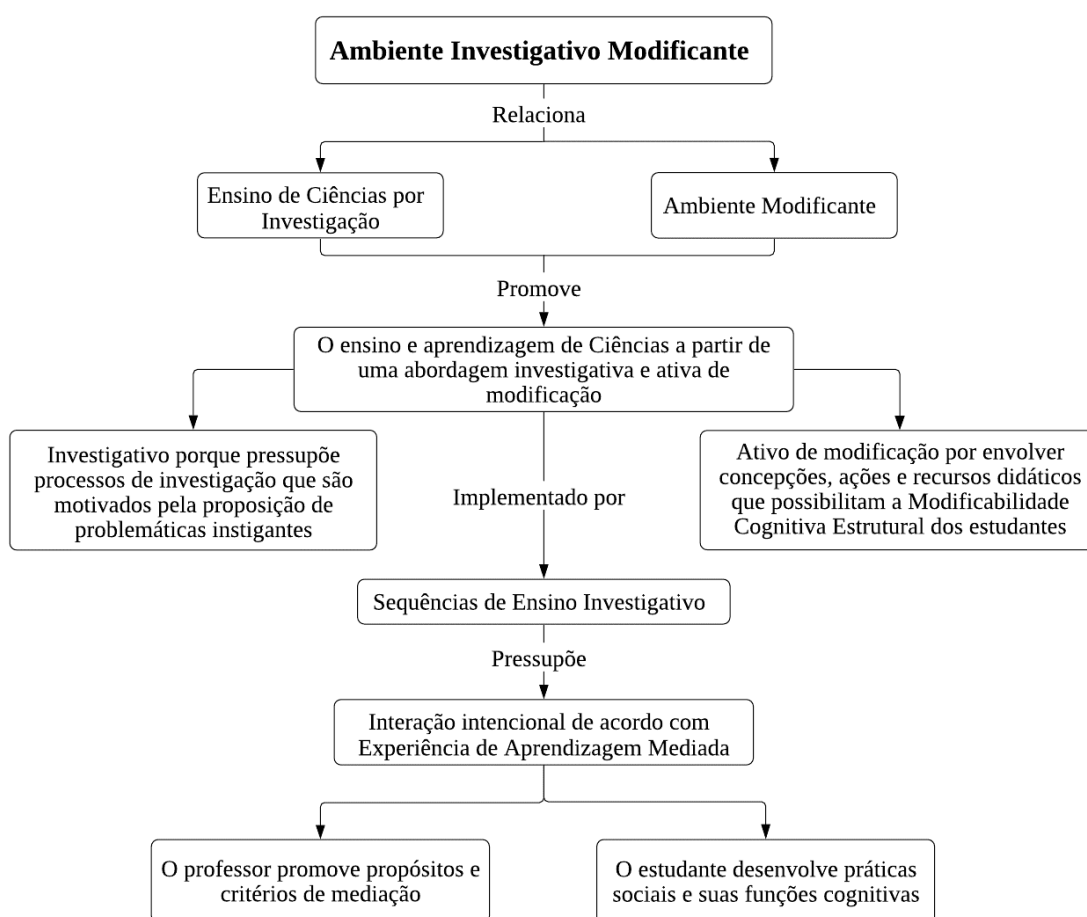 Ambiente Investigativo Modificante
Relaciona
Ensino de Ciências por
Investigação
Ambiente Modificante
Promove
O ensino e aprendizagem de Ciências a partir de
uma abordagem investigativa e ativa de
modificação
Investigativo porque pressupõe
processos de investigação que são
motivados pela proposição de
problemáticas instigantes
Implementado por
Ativo de modificação por envolver
concepções, ações e recursos didáticos
que possibilitam a Modificabilidade
Cognitiva Estrutural dos estudantes
Sequências de Ensino Investigativo
Pressupõe
Interação intencional de acordo com
Experiência de Aprendizagem Mediada
O professor promove propósitos e
critérios de mediação
O estudante desenvolve práticas
sociais e suas funções cognitivas